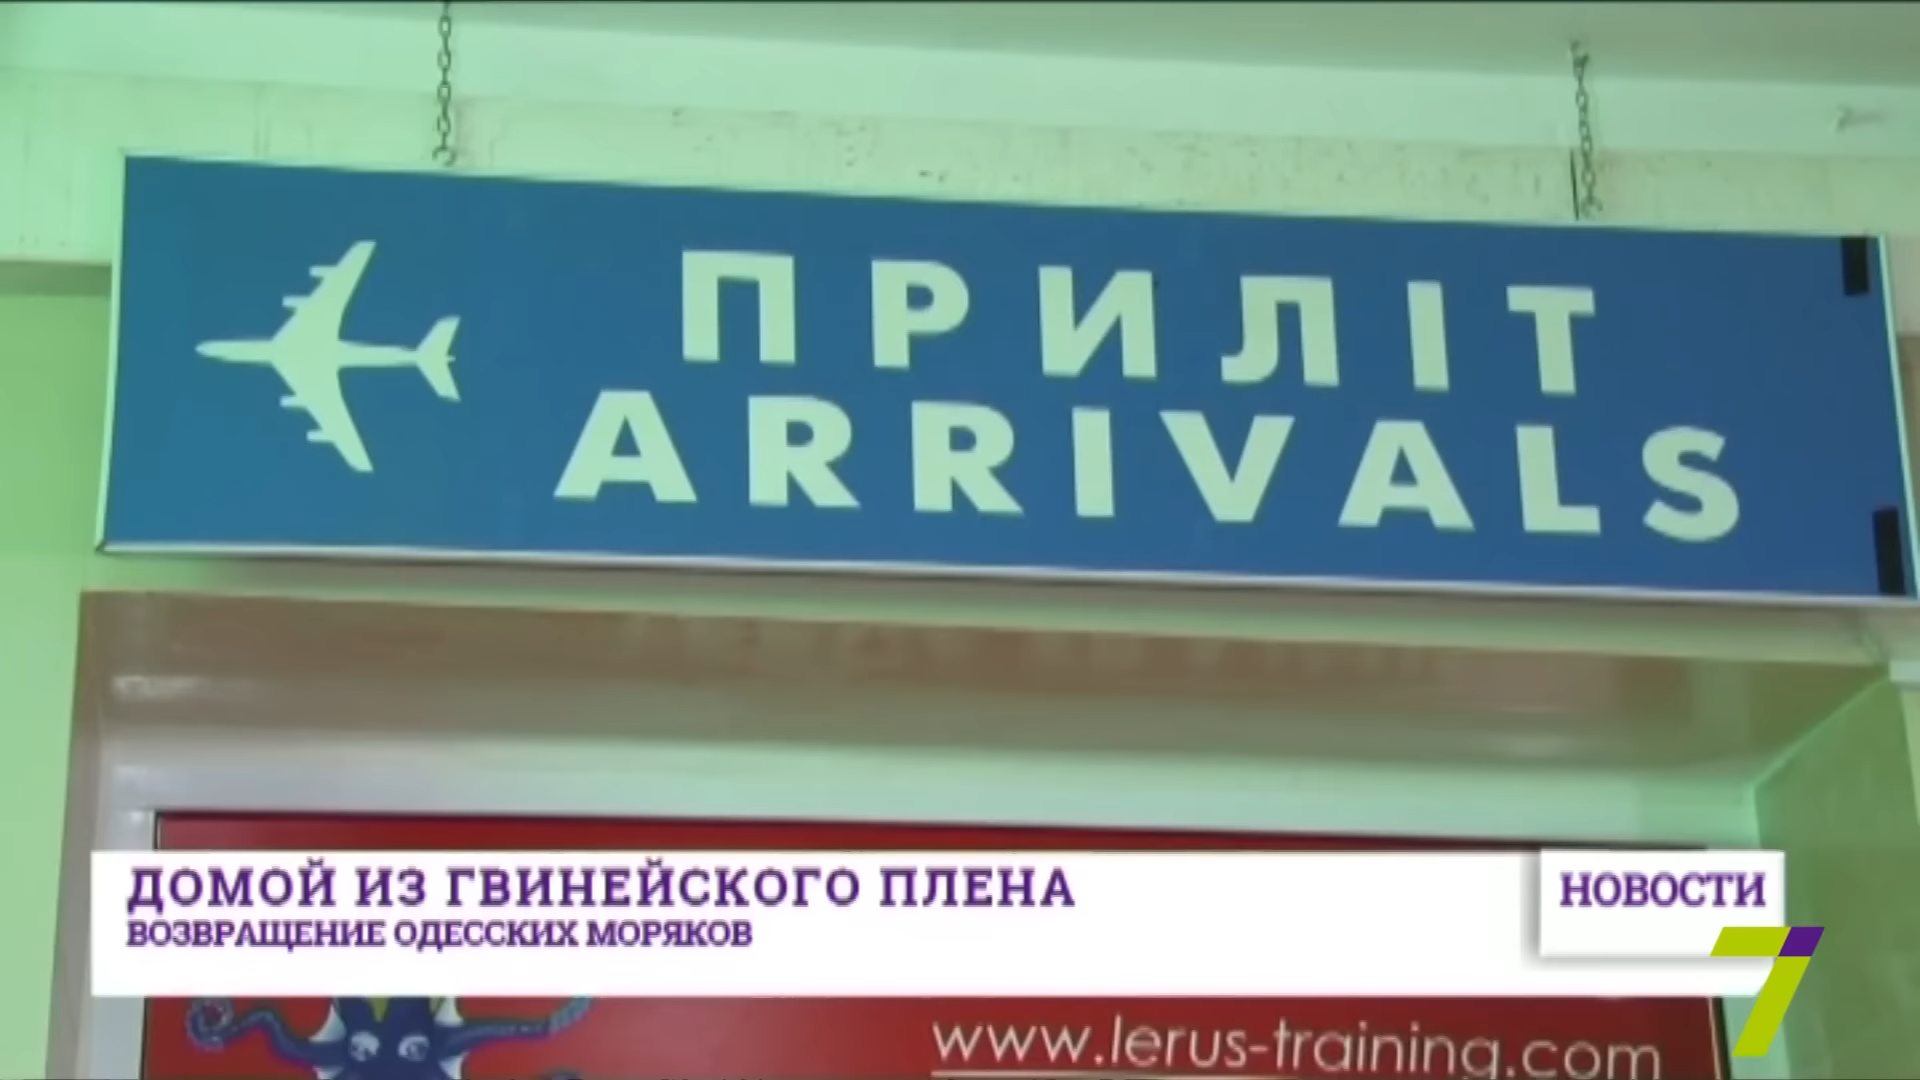 ПРИЛІТ
ARRIVALS
ДОМОЙ ИЗ ГВИНЕЙСКОГО ПЛЕНА
ВОЗВРАЩЕНИЕ ОДЕССКИХ МОРЯКОВ
НОВОСТИ
7
www.lerus-training.com